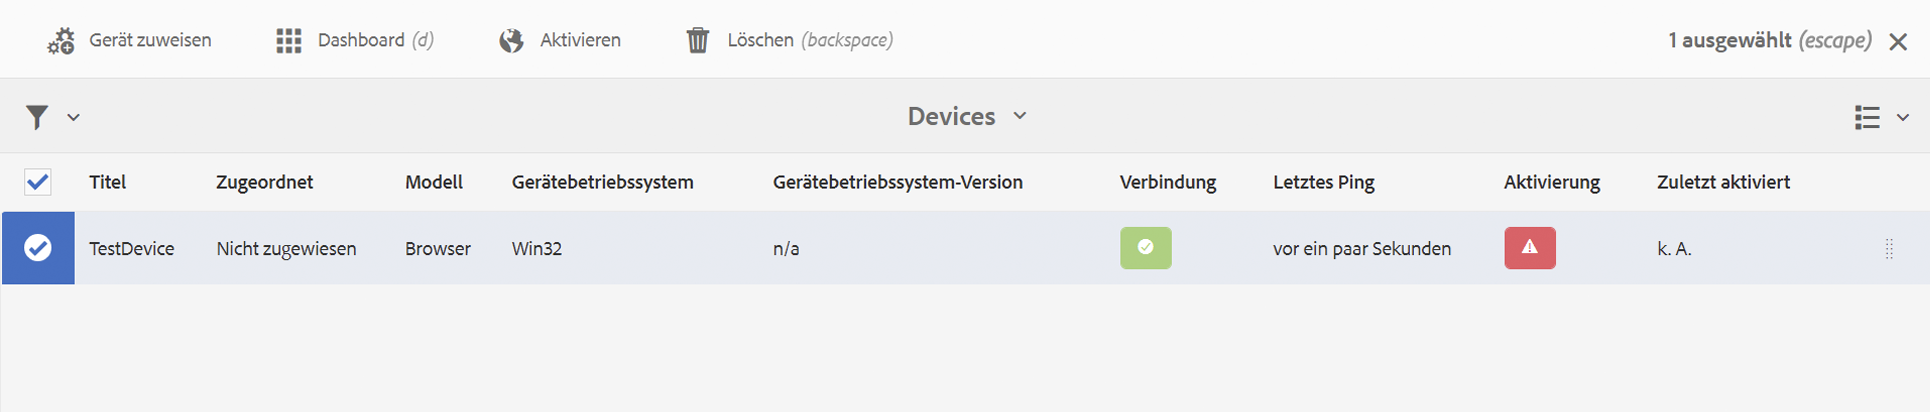 Gerät zuweisen Dashboard (d) Aktivieren Löschen (backspace) 1 ausgewählt (escape)
Devices
Titel Zugeordnet Modell Gerätebetriebssystem Gerätebetriebssystem-Version Verbindung Letztes Ping Aktivierung Zuletzt aktiviert
TestDevice Nicht zugewiesen Browser Win32 n/a vor ein paar Sekunden k. A.